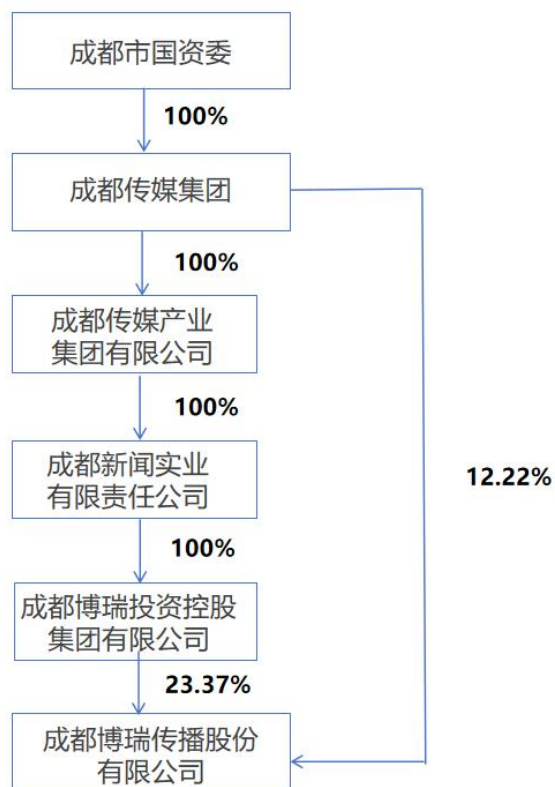 成都市国资委
100%
成都传媒集团
100%
成都传媒产业
集团有限公司
100%
成都新闻实业
有限责任公司
12.22%
100%
成都博瑞投资控股
集团有限公司
23.37%
成都博瑞传播股份
有限公司